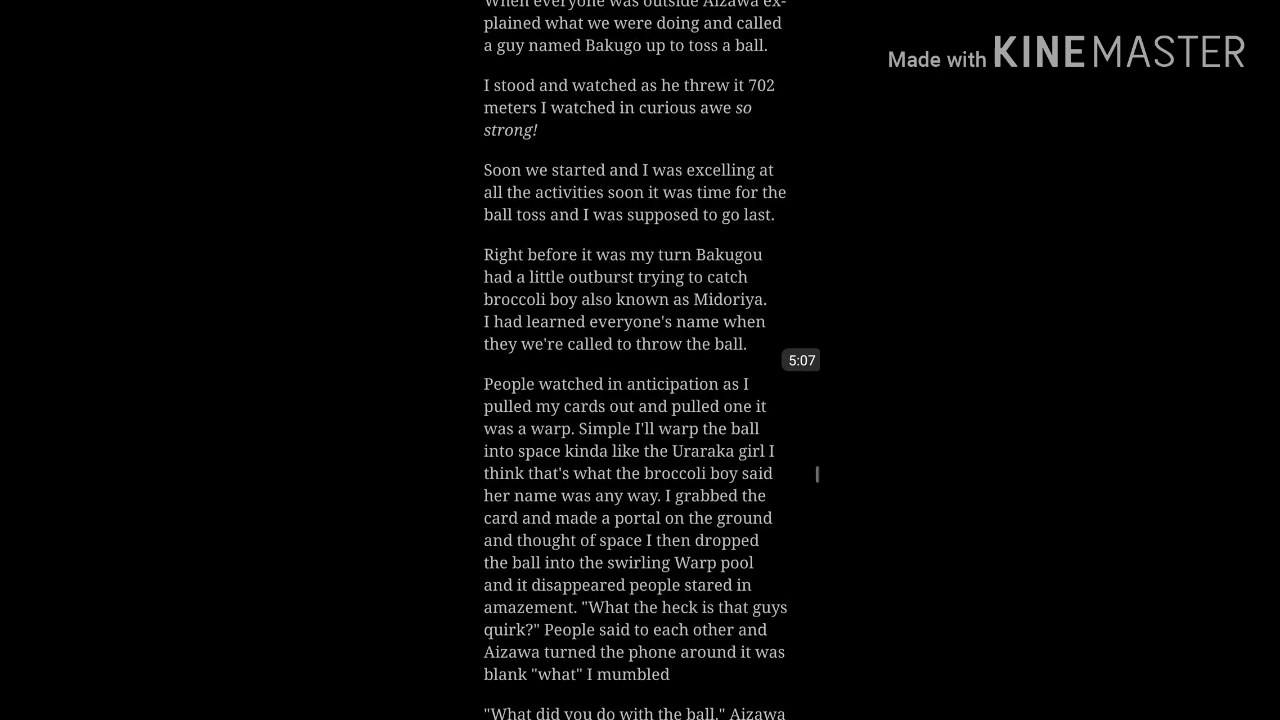 When everyone was outside Aizawa ex-
plained what we were doing and called
a guy named Bakugo up to toss a ball.
I stood and watched as he threw it 702
meters I watched in curious awe so
strong!
Soon we started and I was excelling at
all the activities soon it was time for the
ball toss and I was supposed to go last.
Right before it was my turn Bakugou
had a little outburst trying to catch
broccoli boy also known as Midoriya.
I had learned everyone's name when
they we're called to throw the ball.
People watched in anticipation as I
pulled my cards out and pulled one it
was a warp. Simple I'll warp the ball
into space kinda like the Uraraka girl I
think that's what the broccoli boy said
her name was any way. I grabbed the
card and made a portal on the ground
and thought of space I then dropped
the ball into the swirling Warp pool
and it disappeared people stared in
amazement. "What the heck is that guys
quirk?" People said to each other and
Aizawa turned the phone around it was
blank "what" I mumbled
"What did you do with the ball." Aizawa
5:07
Made with KINEMASTER